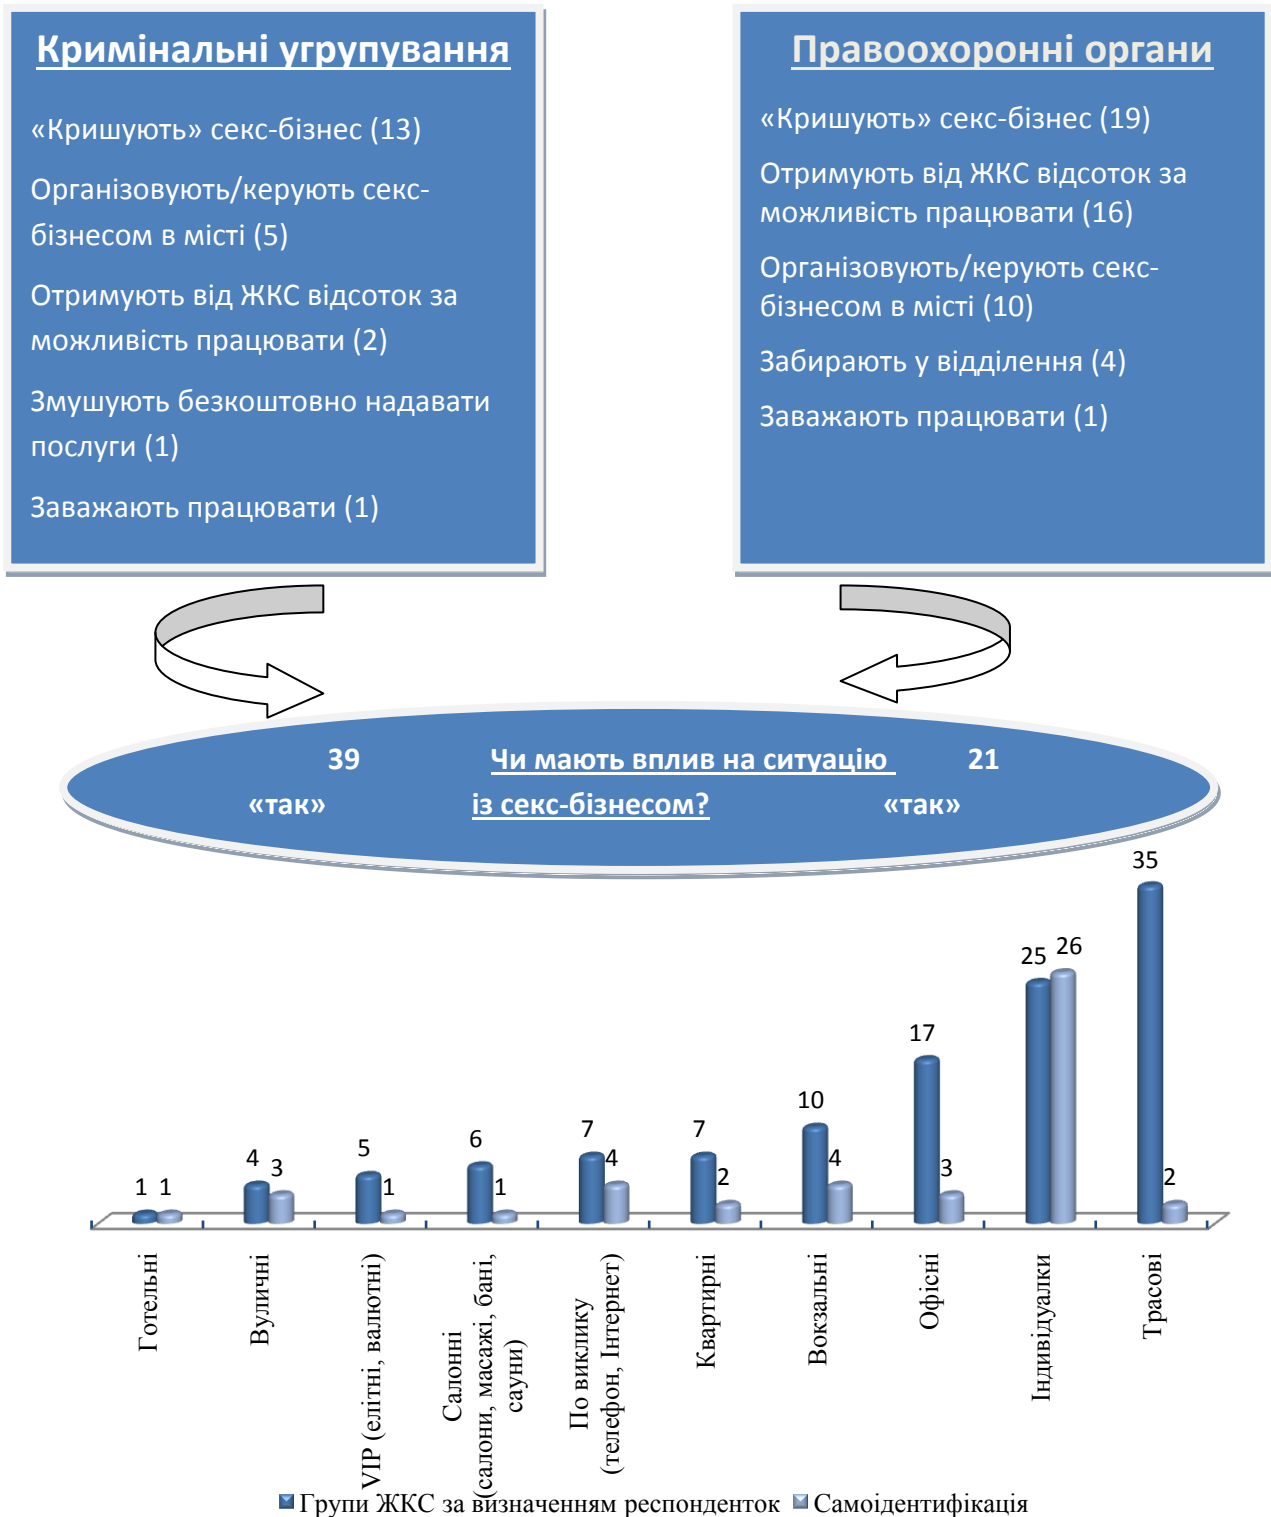 Кримінальні угрупування
«Кришують» секс-бізнес (13)
Організовують/керують секс-
бізнесом в місті (5)
Отримують від ЖКС відсоток за
можливість працювати (2)
Змушують безкоштовно надавати
послуги (1)
Заважають працювати (1)
Правоохоронні органи
«Кришують» секс-бізнес (19)
Отримують від ЖКС відсоток за
можливість працювати (16)
Організовують/керують секс-
бізнесом в місті (10)
Забирають у відділення (4)
Заважають працювати (1)
39 Чи мають вплив на ситуацію 21
«так» із секс-бізнесом? «так»
35
25 26
17
10
7 7
6
5
4 4 4
3 3
2 2
1 1 1 1
Готельні
Вуличні
VIP (елітні, валютні)
Салонні
(салони, масажі, бані,
сауни)
По виклику
(телефон, Інтернет)
Квартирні
Вокзальні
Офісні
Індивідуалки
Трасові
Групи ЖКС за визначенням респонденток Самоідентифікація